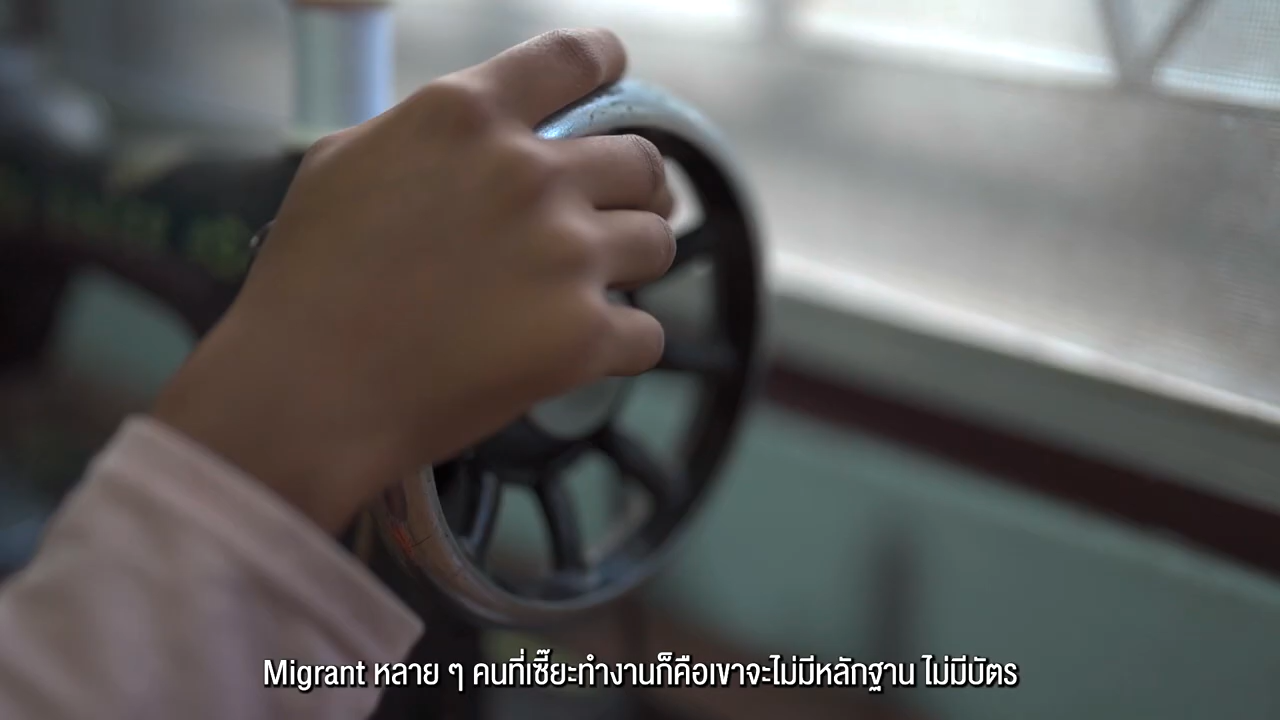 Migrant หลาย ๆ คนที่เซี๊ยะทำงานก็คือเขาจะไม่มีหลักฐาน ไม่มีบัตร